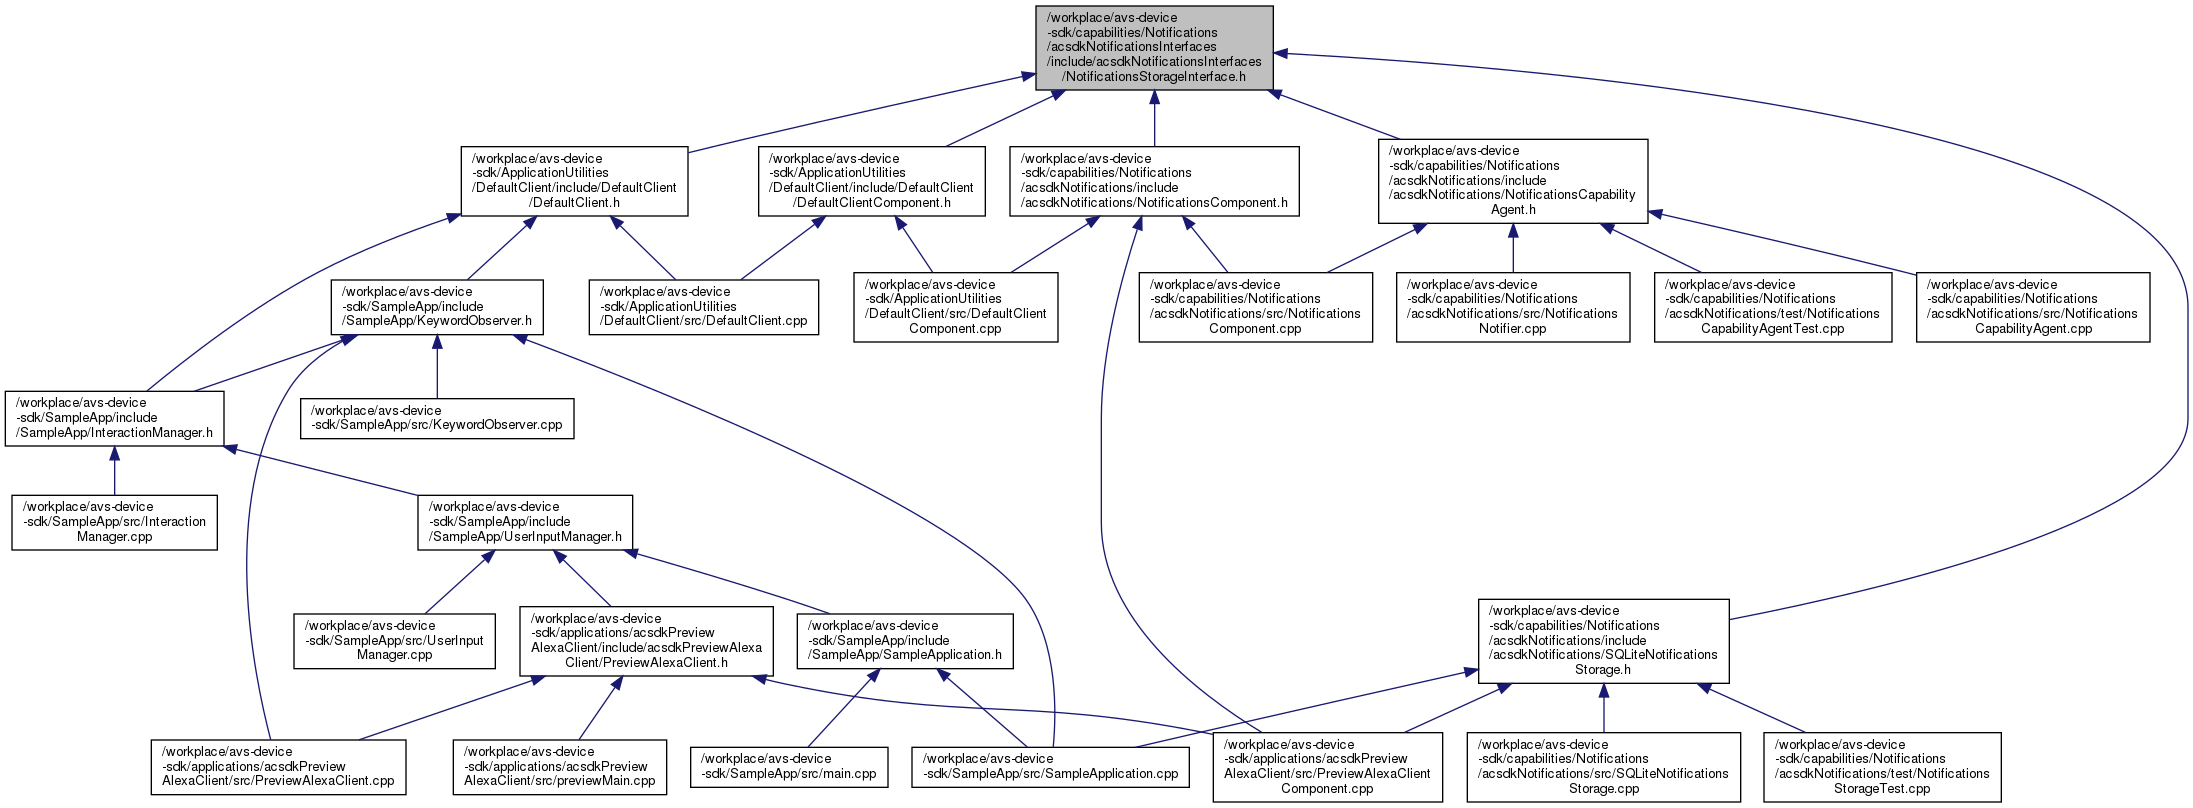 /workplace/avs-device
-sdk/capabilities/Notifications
/acsdkNotificationsInterfaces
/include/acsdkNotificationsInterfaces
/NotificationsStorageInterface.h
/workplace/avs-device
-sdk/ApplicationUtilities
/DefaultClient/include/DefaultClient
/DefaultClient.h
/workplace/avs-device
-sdk/ApplicationUtilities
/DefaultClient/include/DefaultClient
/DefaultClientComponent.h
/workplace/avs-device
-sdk/capabilities/Notifications
/acsdkNotifications/include
/acsdkNotifications/NotificationsComponent.h
/workplace/avs-device
-sdk/capabilities/Notifications
/acsdkNotifications/include
/acsdkNotifications/NotificationsCapability
Agent.h
/workplace/avs-device
-sdk/SampleApp/include
/SampleApp/KeywordObserver.h
/workplace/avs-device
-sdk/ApplicationUtilities
/DefaultClient/src/DefaultClient.cpp
/workplace/avs-device
-sdk/ApplicationUtilities
/DefaultClient/src/DefaultClient
Component.cpp
/workplace/avs-device
-sdk/capabilities/Notifications
/acsdkNotifications/src/Notifications
Component.cpp
/workplace/avs-device
-sdk/capabilities/Notifications
/acsdkNotifications/src/Notifications
Notifier.cpp
/workplace/avs-device
-sdk/capabilities/Notifications
/acsdkNotifications/test/Notifications
CapabilityAgentTest.cpp
/workplace/avs-device
-sdk/capabilities/Notifications
/acsdkNotifications/src/Notifications
CapabilityAgent.cpp
/workplace/avs-device
-sdk/SampleApp/include
/SampleApp/InteractionManager.h
/workplace/avs-device
-sdk/SampleApp/src/KeywordObserver.cpp
/workplace/avs-device
-sdk/SampleApp/src/Interaction
Manager.cpp
/workplace/avs-device
-sdk/SampleApp/include
/SampleApp/UserInputManager.h
/workplace/avs-device
-sdk/SampleApp/src/UserInput
Manager.cpp
/workplace/avs-device
-sdk/applications/acsdkPreview
AlexaClient/include/acsdkPreviewAlexa
Client/PreviewAlexaClient.h
/workplace/avs-device
-sdk/SampleApp/include
/SampleApp/SampleApplication.h
/workplace/avs-device
-sdk/capabilities/Notifications
/acsdkNotifications/include
/acsdkNotifications/SQLiteNotifications
Storage.h
/workplace/avs-device
-sdk/applications/acsdkPreview
AlexaClient/src/PreviewAlexaClient.cpp
/workplace/avs-device
-sdk/applications/acsdkPreview
AlexaClient/src/previewMain.cpp
/workplace/avs-device
-sdk/SampleApp/src/main.cpp
/workplace/avs-device
-sdk/SampleApp/src/SampleApplication.cpp
/workplace/avs-device
-sdk/applications/acsdkPreview
AlexaClient/src/PreviewAlexaClient
Component.cpp
/workplace/avs-device
-sdk/capabilities/Notifications
/acsdkNotifications/src/SQLiteNotifications
Storage.cpp
/workplace/avs-device
-sdk/capabilities/Notifications
/acsdkNotifications/test/Notifications
StorageTest.cpp